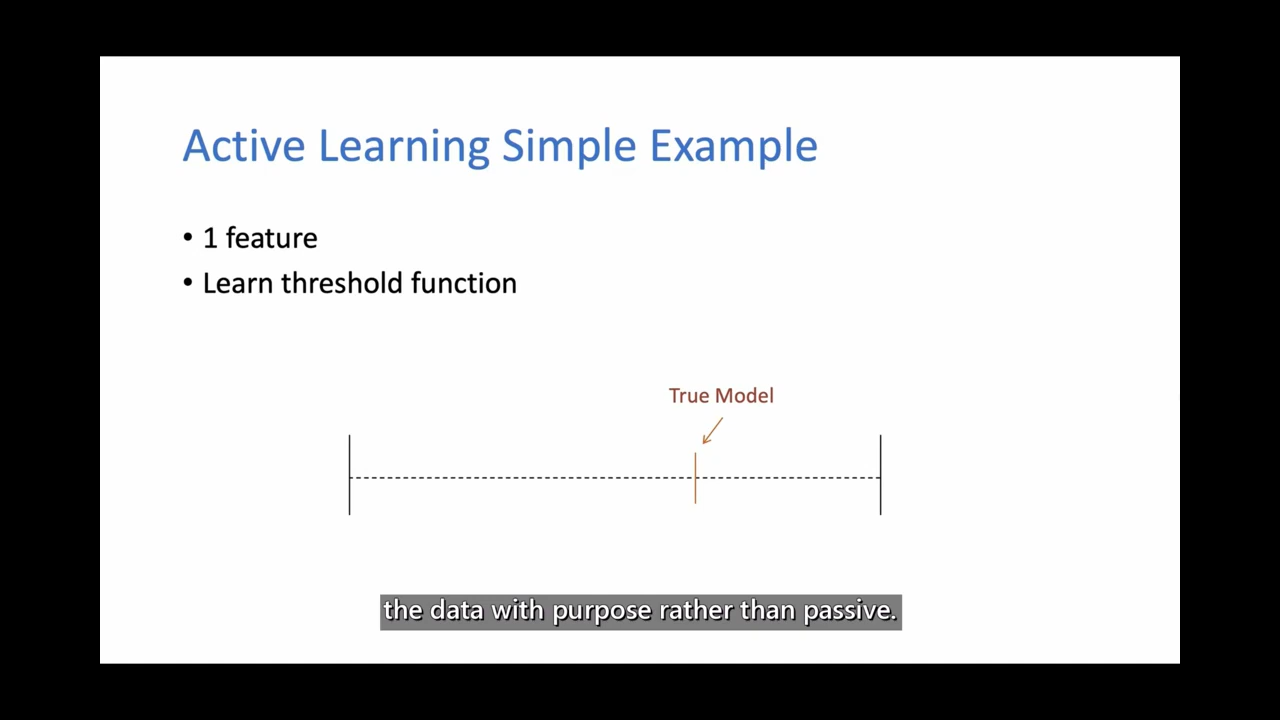 Active Learning Simple Example
• 1 feature
• Learn threshold function
True Model
the data with purpose rather than passive.